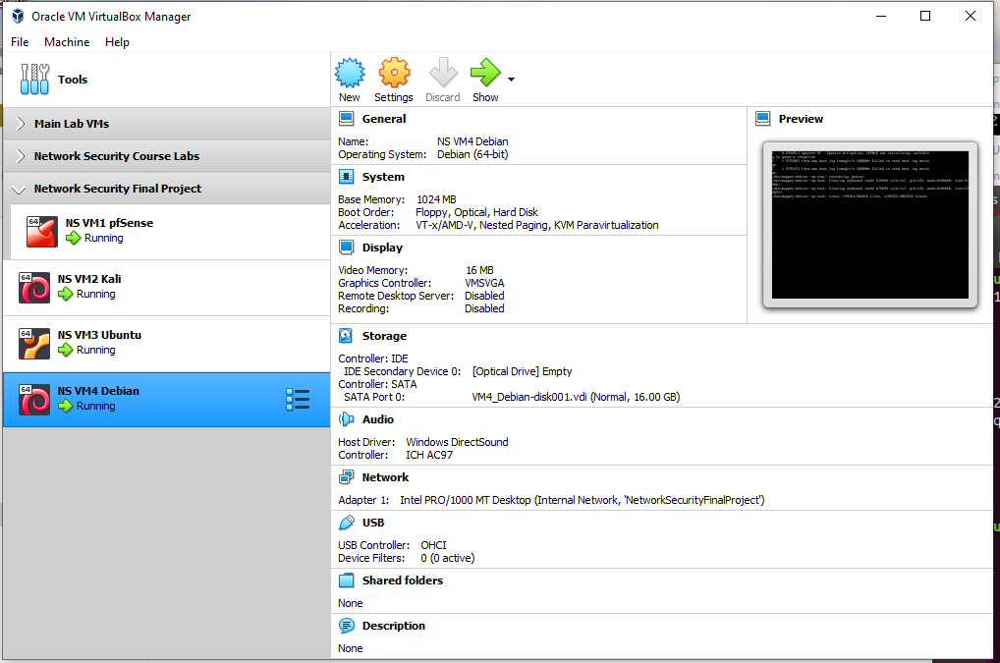 Oracle VM VirtualBox Manager
File Machine Help
Tools
Main Lab VMs
Network Security Course Labs
Network Security Final Project
64
NS VM1 pfSense
Running
64
NS VM2 Kali
Running
64
NS VM3 Ubuntu
Running
64
NS VM4 Debian
Running
New Settings Discard Show
General
Name: NS VM4 Debian
Operating System: Debian (64-bit)
System
Base Memory: 1024 MB
Boot Order: Floppy, Optical, Hard Disk
Acceleration: VT-x/AMD-V, Nested Paging, KVM Paravirtualization
Display
Video Memory: 16 MB
Graphics Controller: VMSVGA
Remote Desktop Server: Disabled
Recording: Disabled
Preview
Storage
Controller: IDE
IDE Secondary Device 0: [Optical Drive] Empty
Controller: SATA
SATA Port 0: VM4_Debian-disk001.vdi (Normal, 16.00 GB)
Audio
Host Driver: Windows DirectSound
Controller: ICH AC97
Network
Adapter 1: Intel PRO/1000 MT Desktop (Internal Network, 'NetworkSecurityFinalProject')
USB
USB Controller: OHCI
Device Filters: 0 (0 active)
Shared folders
None
Description
None